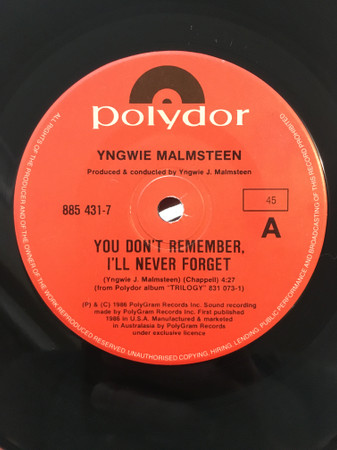 polydor
YNGWIE MALMSTEEN
Produced & conducted by Yngwie J. Malmsteen
885 431-7
45
A
YOU DON'T REMEMBER,
I'LL NEVER FORGET
(Yngwie J. Malmsteen) (Chappell) 4:27
(from Polydor album "TRILOGY" 831 073-1)
(P) & (C) 1986 PolyGram Records Inc. Sound recording
made by PolyGram Records Inc. First published
1986 in U.S.A. Manufactured & marketed
in Australasia by PolyGram Records
under exclusive licence
ALL RIGHTS OF THE PRODUCER AND OF THE OWNER OF THE WORK REPRODUCED RESERVED. UNAUTHORISED COPYING, HIRING, LENDING, PUBLIC PERFORMANCE AND BROADCASTING OF THIS RECORD PROHIBITED.